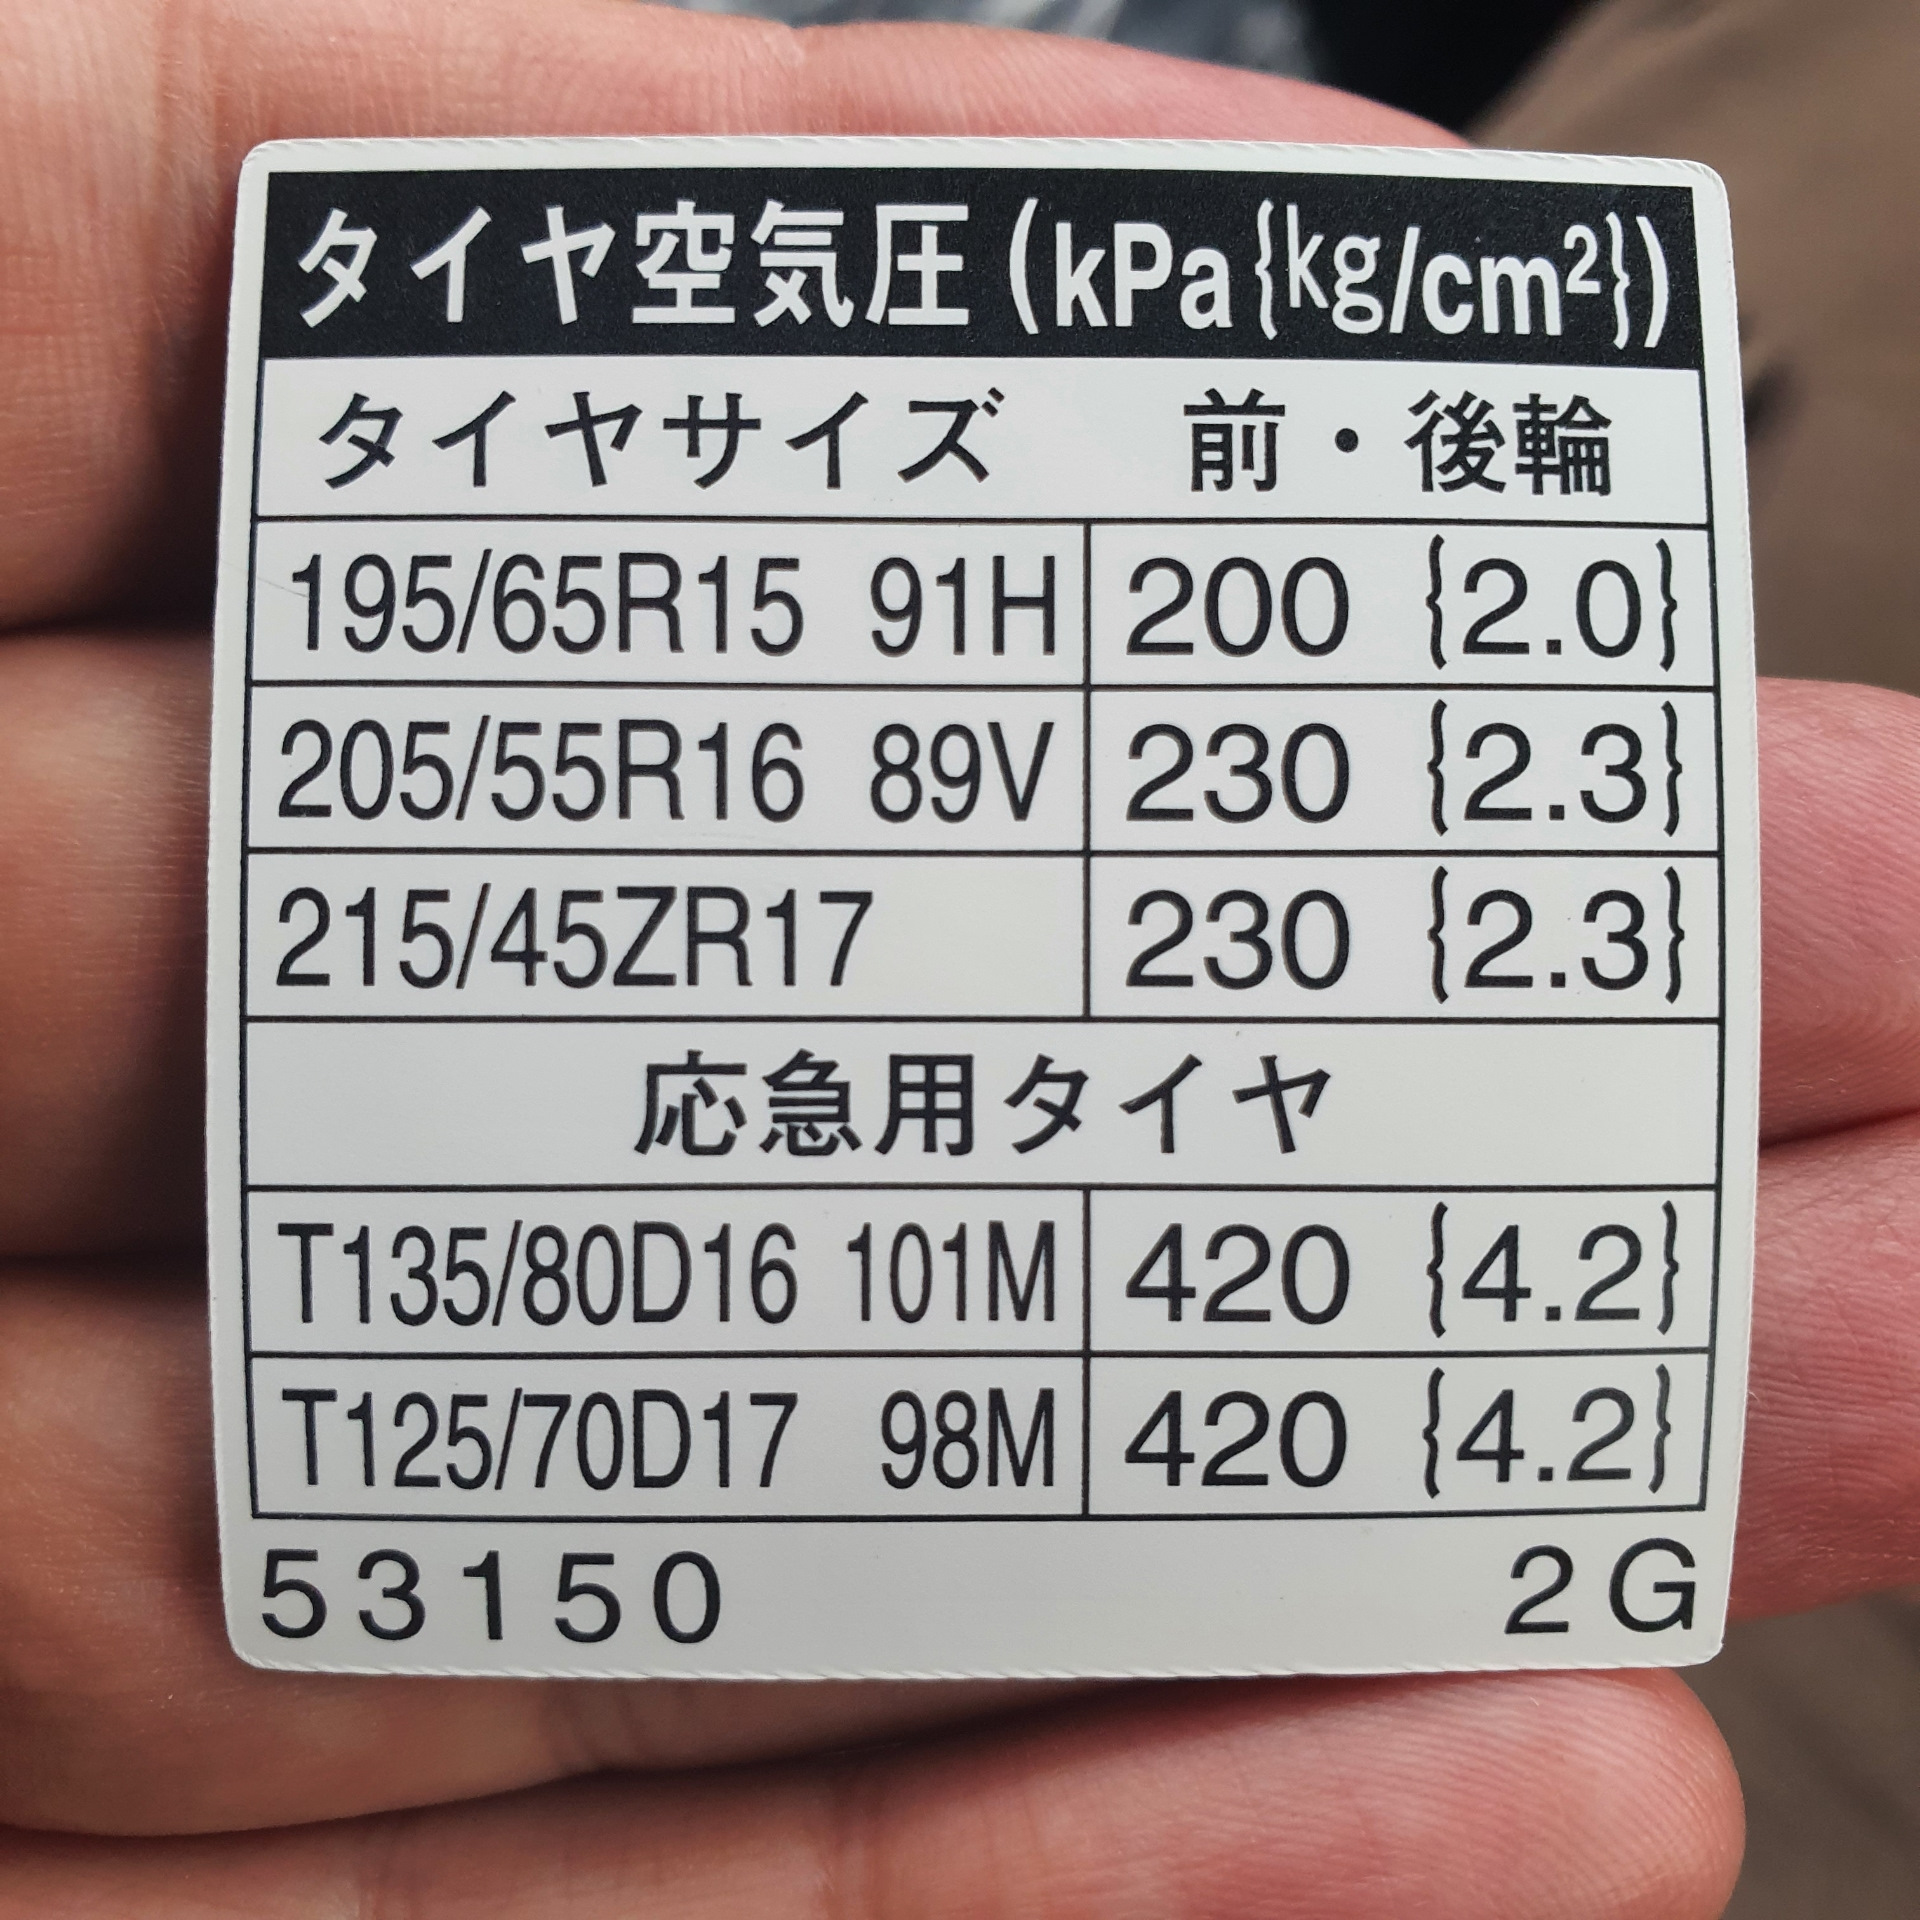 タイヤ空気圧(kPa{kg/cm²})
タイヤサイズ 前・後輪
195/65R15 91H 200 {2.0}
205/55R16 89V 230 {2.3}
215/45ZR17 230 {2.3}
応急用タイヤ
T135/80D16 101M 420 {4.2}
T125/70D17 98M 420 {4.2}
53150 2G